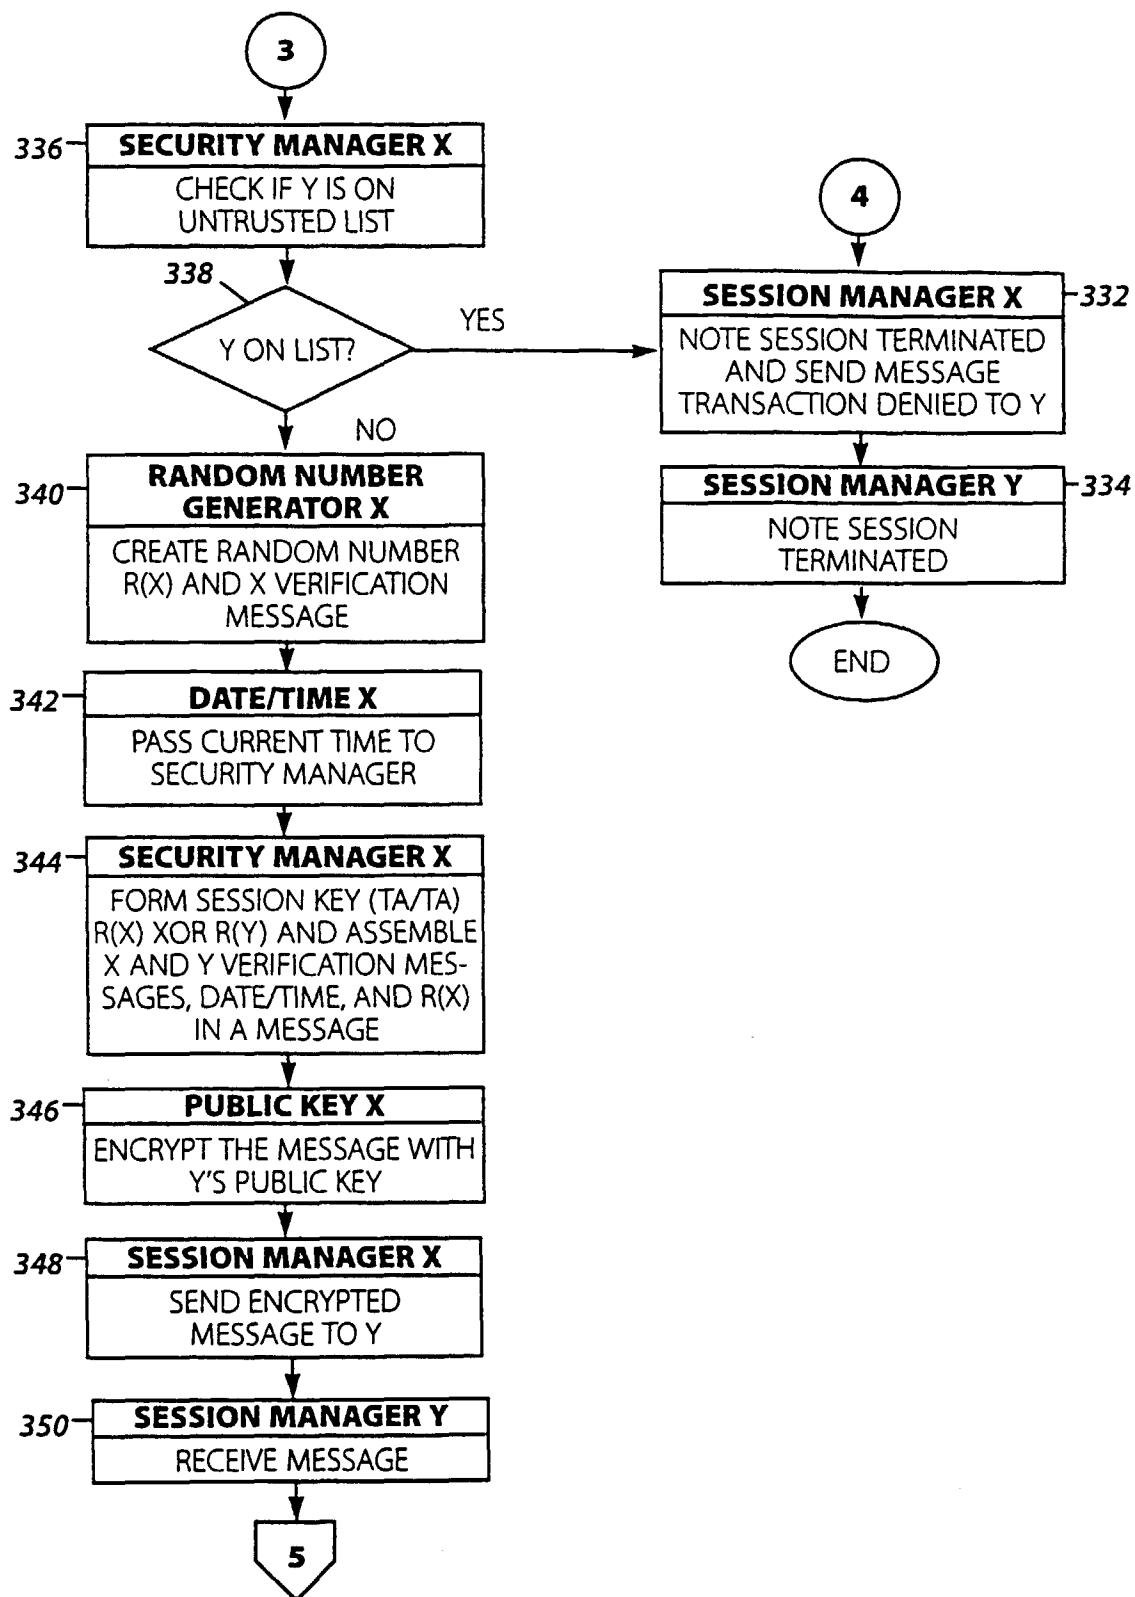 3
336
SECURITY MANAGER X
CHECK IF Y IS ON
UNTRUSTED LIST
338
Y ON LIST?
YES
NO
340
RANDOM NUMBER
GENERATOR X
CREATE RANDOM NUMBER
R(X) AND X VERIFICATION
MESSAGE
342
DATE/TIME X
PASS CURRENT TIME TO
SECURITY MANAGER
344
SECURITY MANAGER X
FORM SESSION KEY (TA/TA)
R(X) XOR R(Y) AND ASSEMBLE
X AND Y VERIFICATION MES-
SAGES, DATE/TIME, AND R(X)
IN A MESSAGE
346
PUBLIC KEY X
ENCRYPT THE MESSAGE WITH
Y'S PUBLIC KEY
348
SESSION MANAGER X
SEND ENCRYPTED
MESSAGE TO Y
350
SESSION MANAGER Y
RECEIVE MESSAGE
5
4
SESSION MANAGER X
332
NOTE SESSION TERMINATED
AND SEND MESSAGE
TRANSACTION DENIED TO Y
SESSION MANAGER Y
334
NOTE SESSION
TERMINATED
END